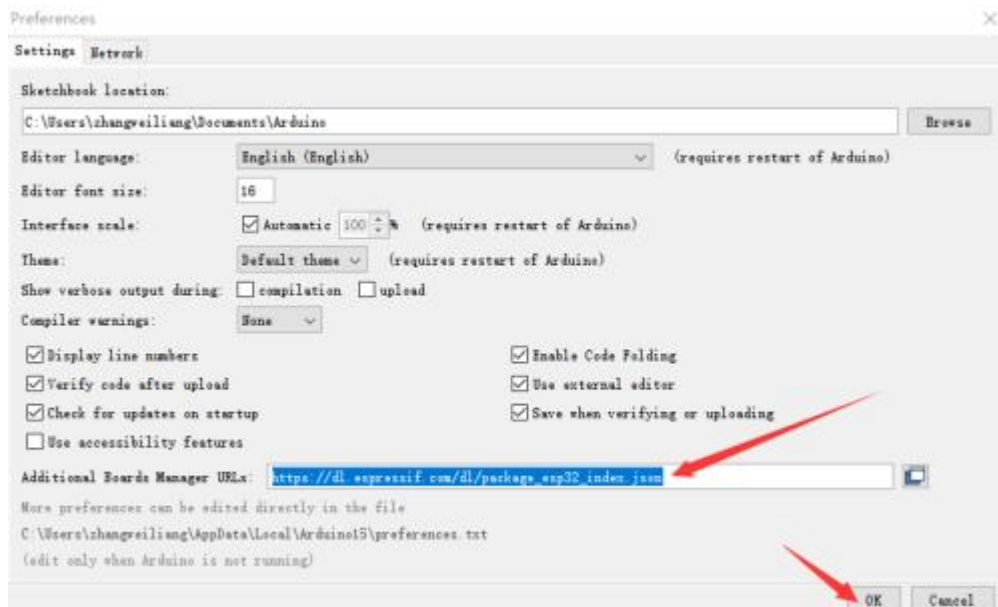 Preferences
Settings Network
Sketchbook location:
C:\Users\zhangweiliang\Documents\Arduino Browse
Editor language: English (English) (requires restart of Arduino)
Editor font size: 16
Interface scale: Automatic 100 % (requires restart of Arduino)
Theme: Default theme (requires restart of Arduino)
Show verbose output during: compilation upload
Compiler warnings: None
Display line numbers Enable Code Folding
Verify code after upload Use external editor
Check for updates on startup Save when verifying or uploading
Use accessibility features
Additional Boards Manager URLs: https://dl.espressif.com/dl/package_esp32_index.json
More preferences can be edited directly in the file
C:\Users\zhangweiliang\AppData\Local\Arduino15\preferences.txt
(edit only when Arduino is not running)
OK Cancel